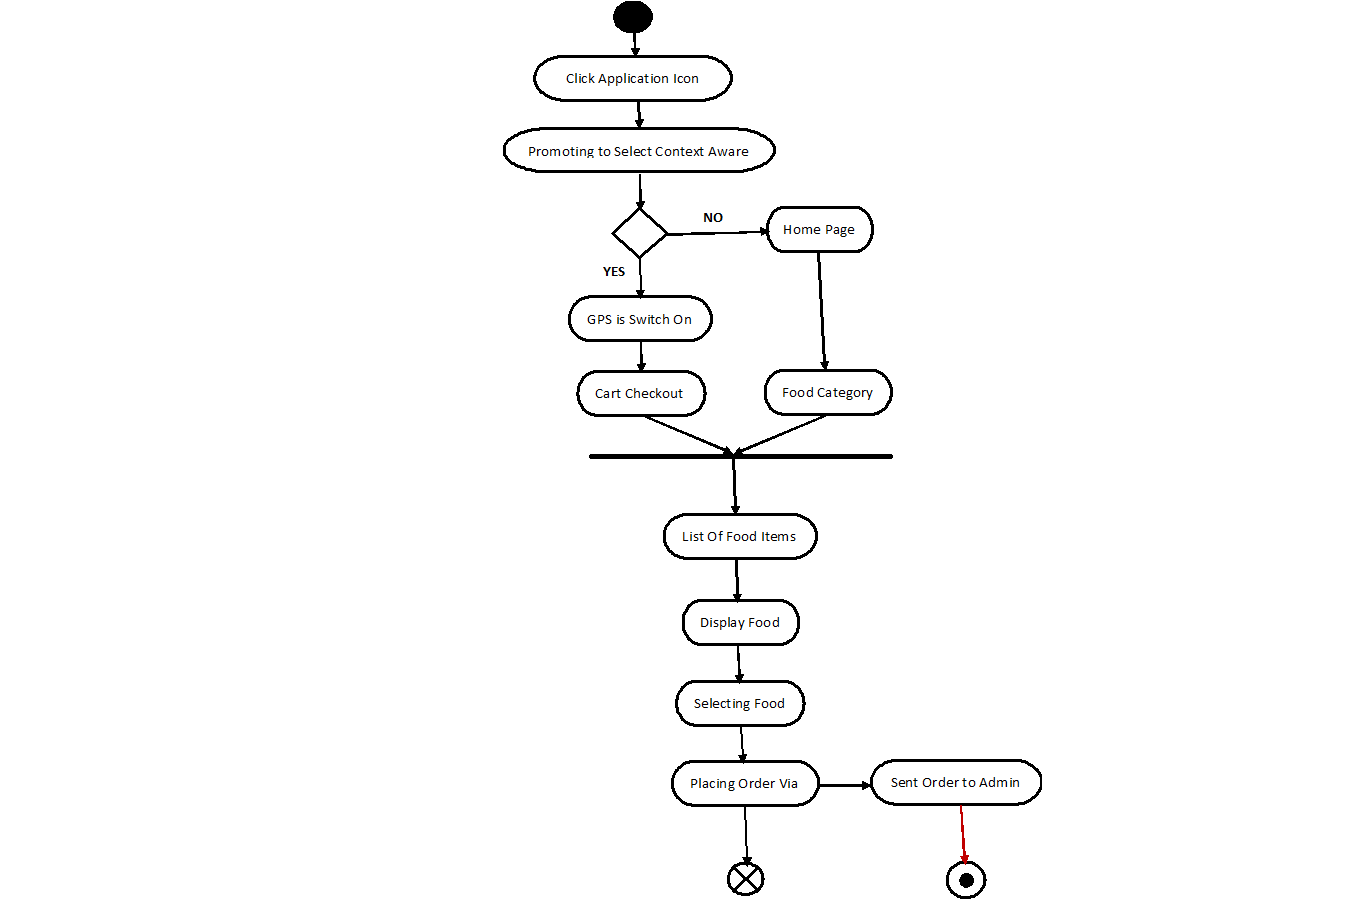 Click Application Icon
Promoting to Select Context Aware
NO
Home Page
YES
GPS is Switch On
Cart Checkout
Food Category
List Of Food Items
Display Food
Selecting Food
Placing Order Via
Sent Order to Admin